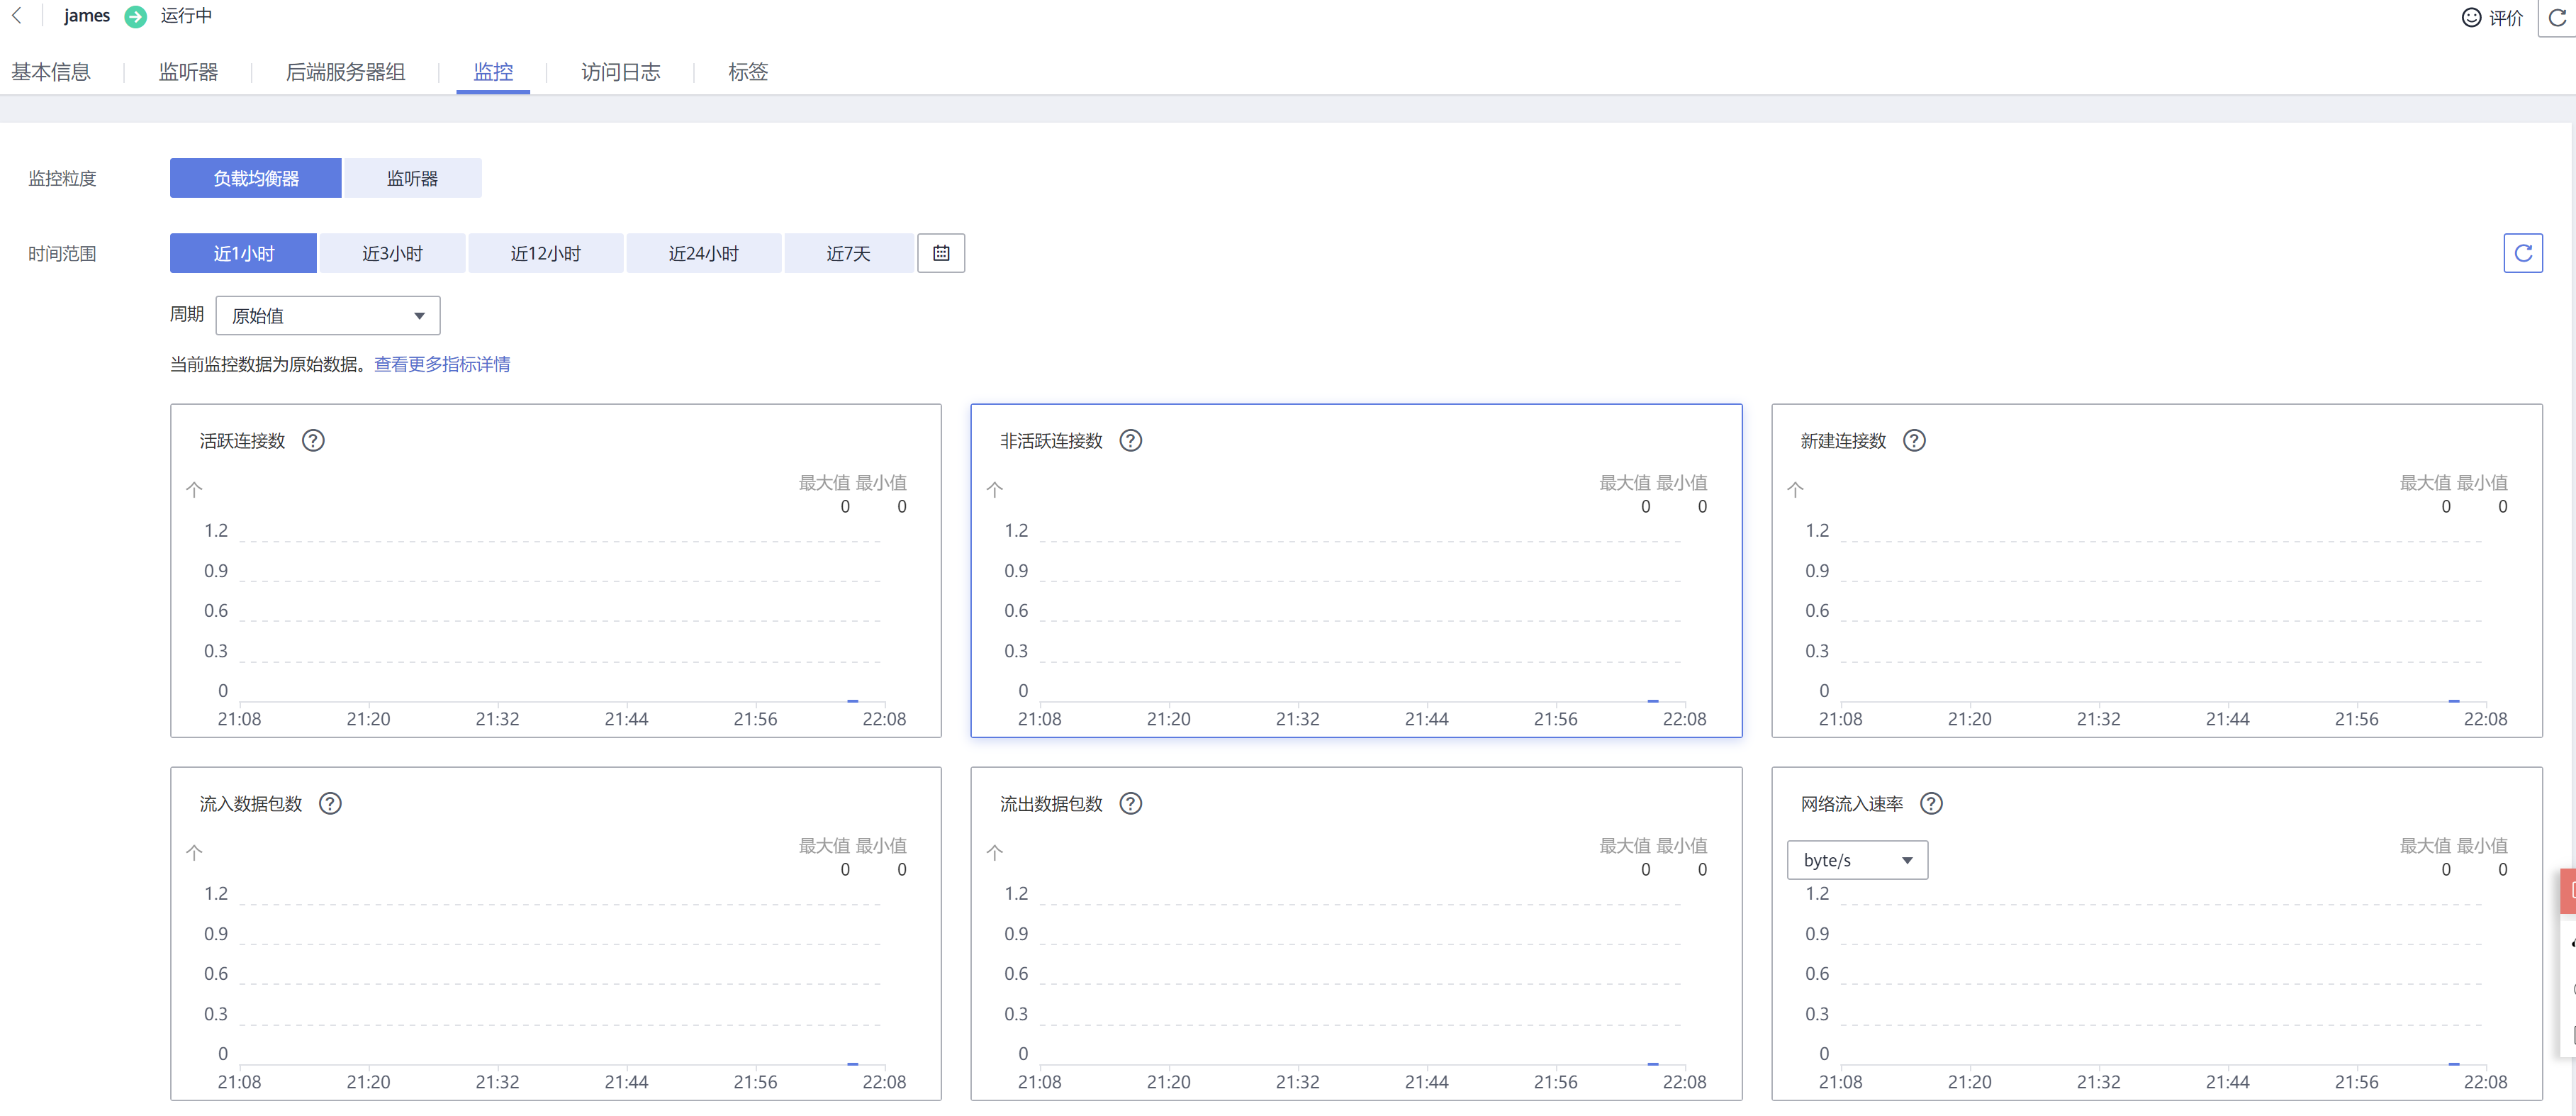 james 运行中 评价
基本信息 监听器 后端服务器组 监控 访问日志 标签
监控粒度 负载均衡器 监听器
时间范围 近1小时 近3小时 近12小时 近24小时 近7天
周期 原始值
当前监控数据为原始数据。查看更多指标详情
活跃连接数 ?
个
最大值 最小值
0 0
1.2
0.9
0.6
0.3
0
21:08 21:20 21:32 21:44 21:56 22:08
非活跃连接数 ?
个
最大值 最小值
0 0
1.2
0.9
0.6
0.3
0
21:08 21:20 21:32 21:44 21:56 22:08
新建连接数 ?
个
最大值 最小值
0 0
1.2
0.9
0.6
0.3
0
21:08 21:20 21:32 21:44 21:56 22:08
流入数据包数 ?
个
最大值 最小值
0 0
1.2
0.9
0.6
0.3
0
21:08 21:20 21:32 21:44 21:56 22:08
流出数据包数 ?
个
最大值 最小值
0 0
1.2
0.9
0.6
0.3
0
21:08 21:20 21:32 21:44 21:56 22:08
网络流入速率 ?
byte/s
最大值 最小值
0 0
1.2
0.9
0.6
0.3
0
21:08 21:20 21:32 21:44 21:56 22:08